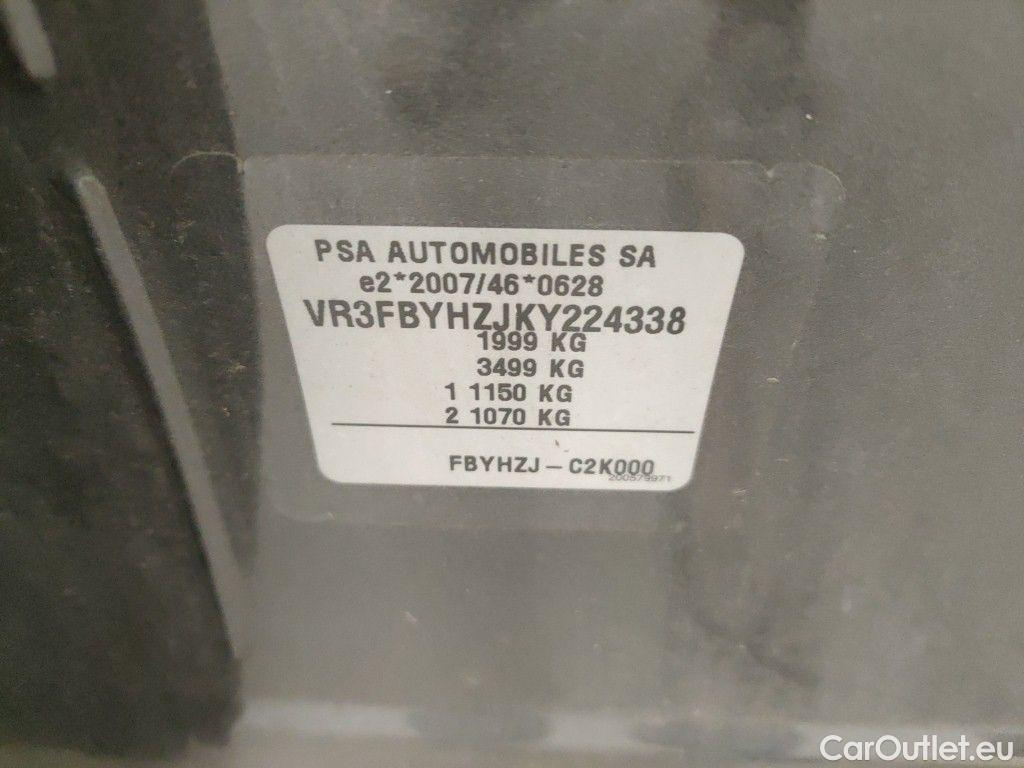 PSA AUTOMOBILES SA
e2*2007/46*0628
VR3FBYHZJKY224338
1999 KG
3499 KG
1 1150 KG
2 1070 KG
FBYHZJ – C2K000
200579971
CarOutlet.eu